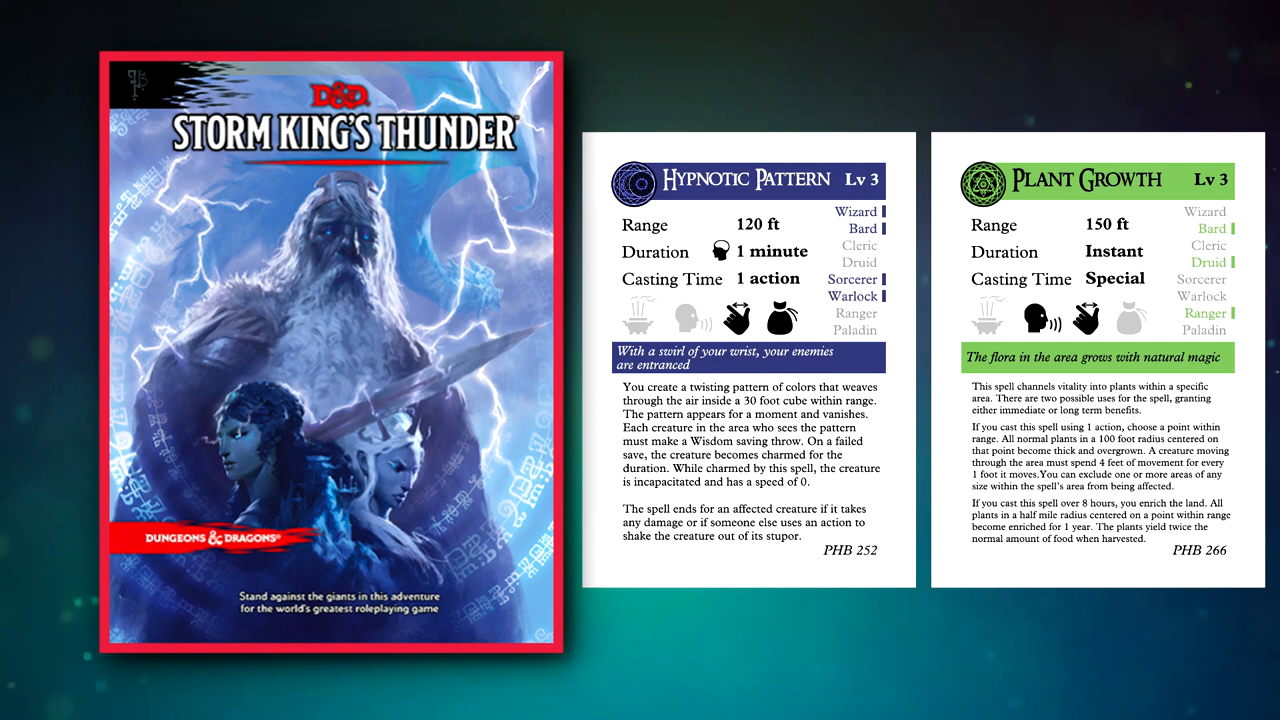 D&D
STORM KING'S THUNDER™
DUNGEONS & DRAGONS®
Stand against the giants in this adventure
for the world's greatest roleplaying game
HYPNOTIC PATTERN Lv 3
Range 120 ft
Duration 1 minute
Casting Time 1 action
Wizard
Bard
Cleric
Druid
Sorcerer
Warlock
Ranger
Paladin
With a swirl of your wrist, your enemies
are entranced
You create a twisting pattern of colors that weaves
through the air inside a 30 foot cube within range.
The pattern appears for a moment and vanishes.
Each creature in the area who sees the pattern
must make a Wisdom saving throw. On a failed
save, the creature becomes charmed for the
duration. While charmed by this spell, the creature
is incapacitated and has a speed of 0.
The spell ends for an affected creature if it takes
any damage or if someone else uses an action to
shake the creature out of its stupor.
PHB 252
PLANT GROWTH Lv 3
Range 150 ft
Duration Instant
Casting Time Special
Wizard
Bard
Cleric
Druid
Sorcerer
Warlock
Ranger
Paladin
The flora in the area grows with natural magic
This spell channels vitality into plants within a specific
area. There are two possible uses for the spell, granting
either immediate or long term benefits.
If you cast this spell using 1 action, choose a point within
range. All normal plants in a 100 foot radius centered on
that point become thick and overgrown. A creature moving
through the area must spend 4 feet of movement for every
1 foot it moves.You can exclude one or more areas of any
size within the spell's area from being affected.
If you cast this spell over 8 hours, you enrich the land. All
plants in a half mile radius centered on a point within range
become enriched for 1 year. The plants yield twice the
normal amount of food when harvested.
PHB 266